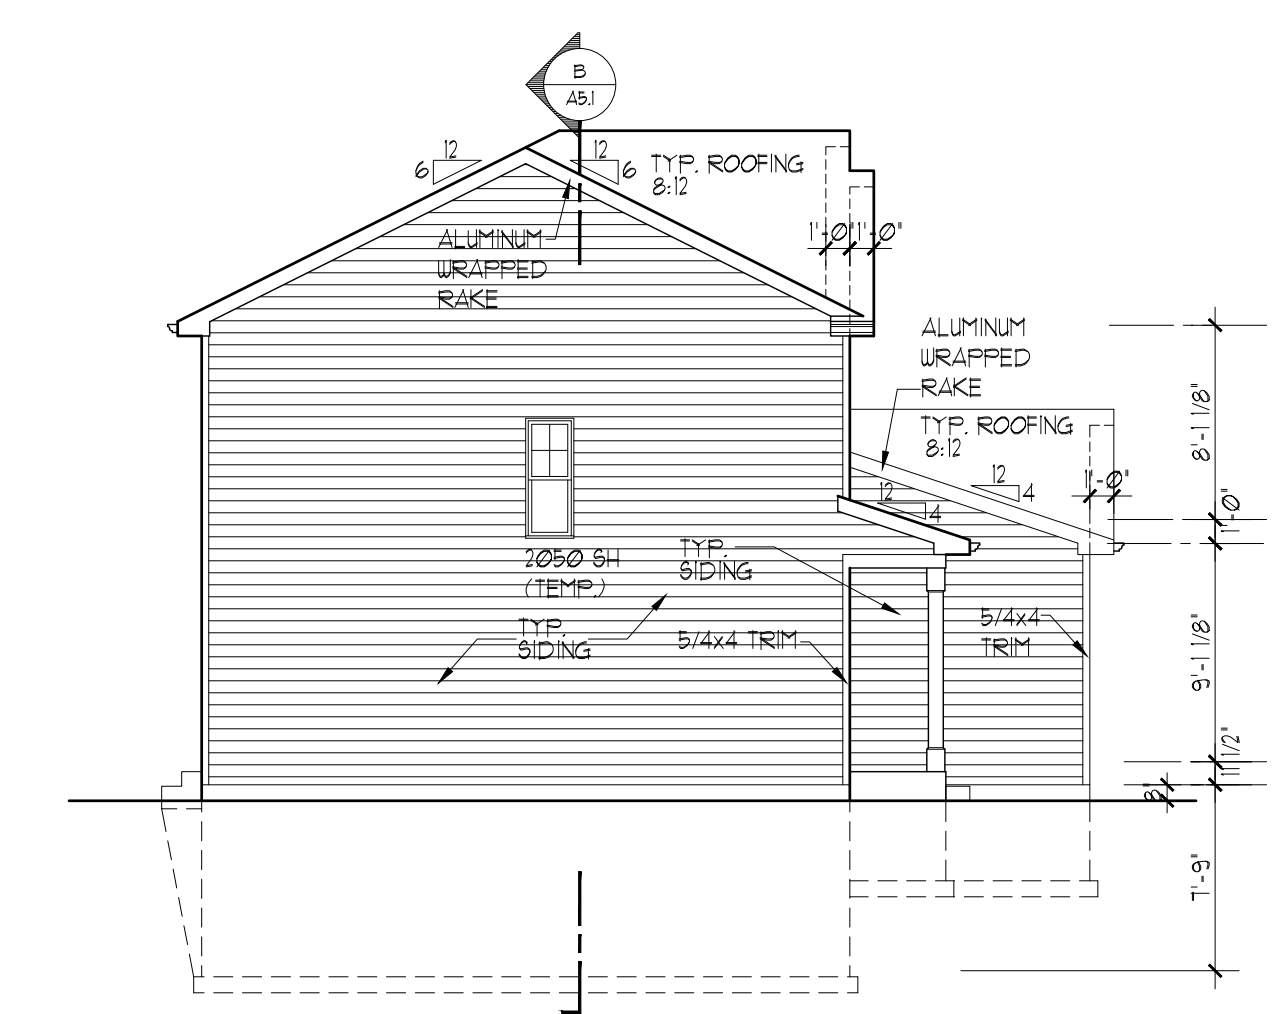 B
A5.1
12
6
12
6
TYP. ROOFING
8:12
1'-0"
1'-0"
ALUMINUM
WRAPPED
RAKE
ALUMINUM
WRAPPED
RAKE
TYP. ROOFING
8:12
12
4
12
4
1'-0"
8'-1 1/8"
1'-0"
2050 SH
(TEMP.)
TYP.
SIDING
TYP.
SIDING
5/4x4 TRIM
5/4x4
TRIM
9'-1 1/8"
11 1/2"
8"
7'-9"